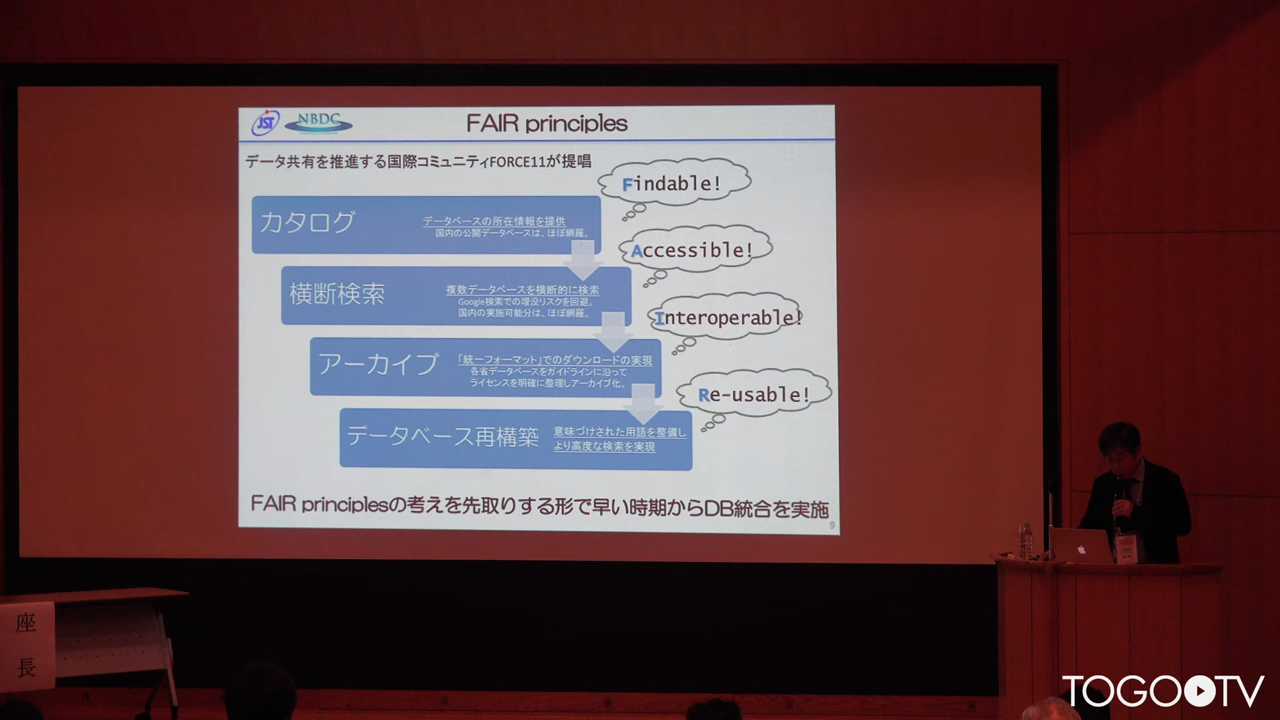 JST
NBDC
FAIR principles
データ共有を推進する国際コミュニティFORCE11が提唱
Findable!
カタログ
データベースの所在情報を提供
国内の公開データベースは、ほぼ網羅。
Accessible!
横断検索
複数データベースを横断的に検索
Google検索での埋没リスクを回避。
国内の実施可能分は、ほぼ網羅。
Interoperable!
アーカイブ
「統一フォーマット」でのダウンロードの実現
各省データベースをガイドラインに沿って
ライセンスを明確に整理しアーカイブ化。
Re-usable!
データベース再構築
意味づけされた用語を整備し
より高度な検索を実現
FAIR principlesの考えを先取りする形で早い時期からDB統合を実施
9
座長
TOGOTV